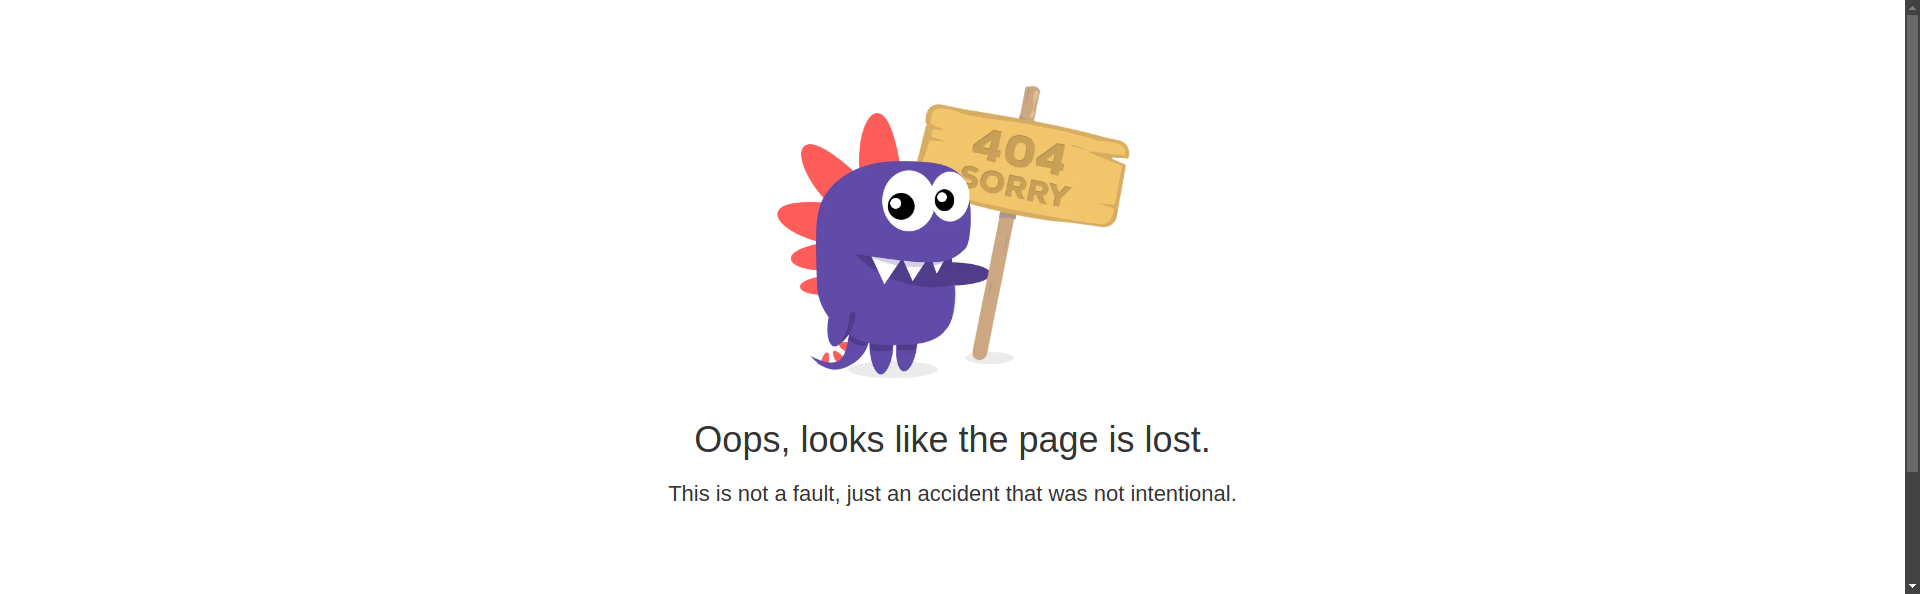 404
SORRY
Oops, looks like the page is lost.
This is not a fault, just an accident that was not intentional.